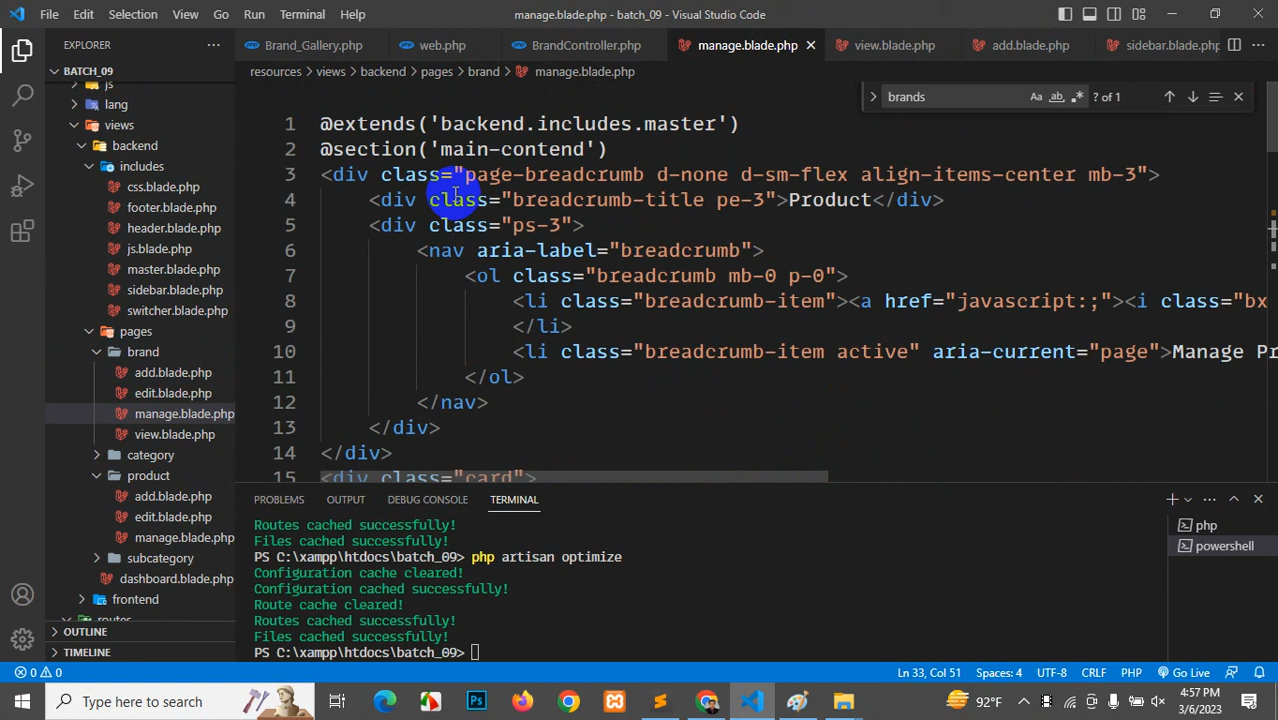 File Edit Selection View Go Run Terminal Help
manage.blade.php - batch_09 - Visual Studio Code
EXPLORER
Brand_Gallery.php
web.php
BrandController.php
manage.blade.php
view.blade.php
add.blade.php
sidebar.blade.php
BATCH_09
js
lang
views
backend
includes
css.blade.php
footer.blade.php
header.blade.php
js.blade.php
master.blade.php
sidebar.blade.php
switcher.blade.php
pages
brand
add.blade.php
edit.blade.php
manage.blade.php
view.blade.php
category
product
add.blade.php
edit.blade.php
manage.blade.php
subcategory
dashboard.blade.php
frontend
routes
OUTLINE
TIMELINE
resources > views > backend > pages > brand > manage.blade.php
brands
Aa ab .* ? of 1
1 @extends('backend.includes.master')
2 @section('main-contend')
3 <div class="page-breadcrumb d-none d-sm-flex align-items-center mb-3">
4 <div class="breadcrumb-title pe-3">Product</div>
5 <div class="ps-3">
6 <nav aria-label="breadcrumb">
7 <ol class="breadcrumb mb-0 p-0">
8 <li class="breadcrumb-item"><a href="javascript:;"><i class="bx
9 </li>
10 <li class="breadcrumb-item active" aria-current="page">Manage Pr
11 </ol>
12 </nav>
13 </div>
14 </div>
15 <div class="card">
PROBLEMS OUTPUT DEBUG CONSOLE TERMINAL
Routes cached successfully!
Files cached successfully!
PS C:\xampp\htdocs\batch_09> php artisan optimize
Configuration cache cleared!
Configuration cached successfully!
Route cache cleared!
Routes cached successfully!
Files cached successfully!
PS C:\xampp\htdocs\batch_09>
php
powershell
0 0
Ln 33, Col 51 Spaces: 4 UTF-8 CRLF PHP Go Live
Type here to search
Ps
92°F
4:57 PM
3/6/2023